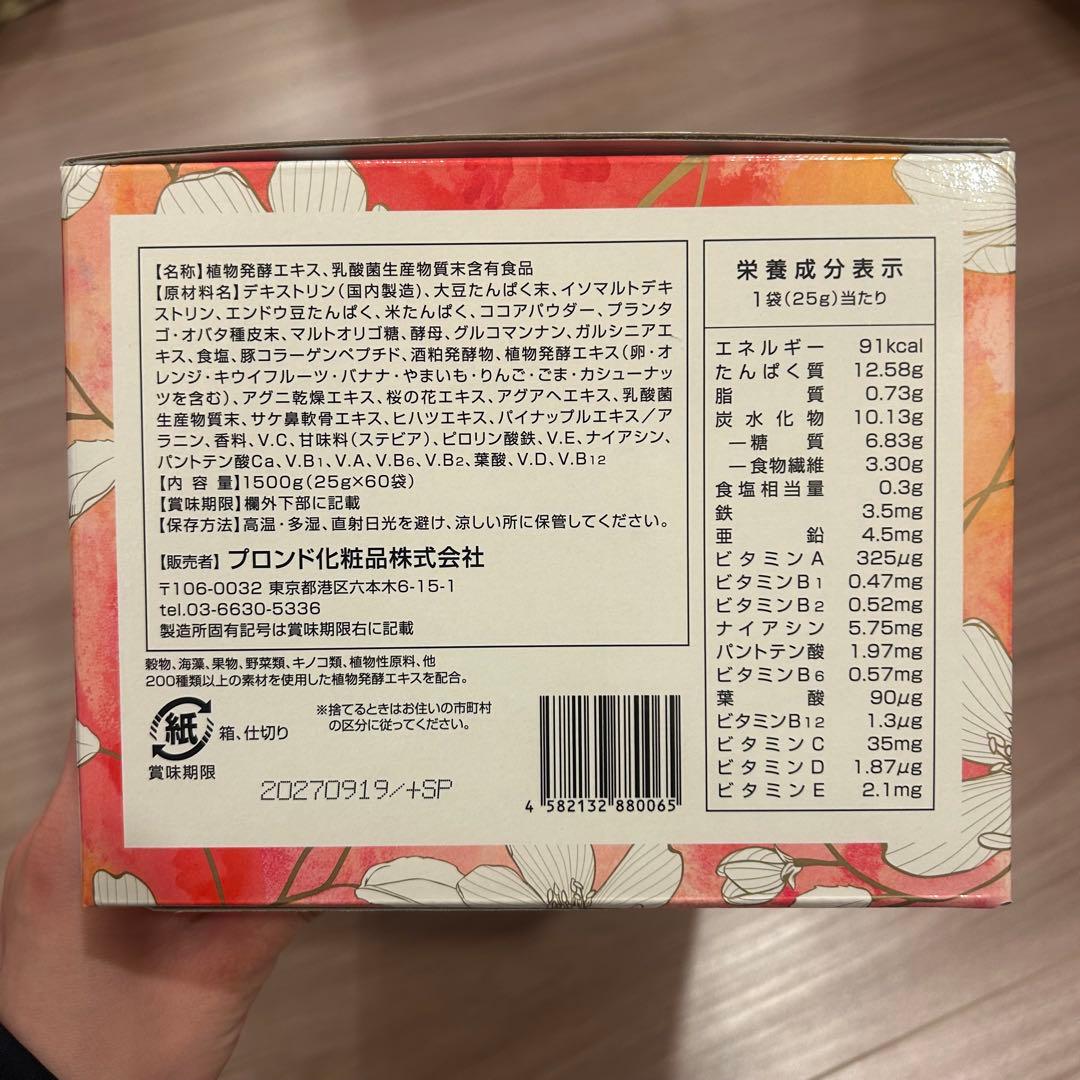 【名称】植物発酵エキス、乳酸菌生産物質末含有食品
【原材料名】デキストリン(国内製造)、大豆たんぱく末、イソマルトデキ
ストリン、エンドウ豆たんぱく、米たんぱく、ココアパウダー、プランタ
ゴ・オバタ種皮末、マルトオリゴ糖、酵母、グルコマンナン、ガルシニアエ
キス、食塩、豚コラーゲンペプチド、酒粕発酵物、植物発酵エキス(卵・オ
レンジ・キウイフルーツ・バナナ・やまいも・りんご・ごま・カシューナッ
ツを含む)、アグニ乾燥エキス、桜の花エキス、アグアヘエキス、乳酸菌
生産物質末、サケ鼻軟骨エキス、ヒハツエキス、パイナップルエキス/ア
ラニン、香料、V.C、甘味料(ステビア)、ピロリン酸鉄、V.E、ナイアシン、
パントテン酸Ca、V.B1、V.A、V.B6、V.B2、葉酸、V.D、V.B12
【内 容 量】1500g(25g×60袋)
【賞味期限】欄外下部に記載
【保存方法】高温・多湿、直射日光を避け、涼しい所に保管してください。
【販売者】プロンド化粧品株式会社
〒106-0032 東京都港区六本木6-15-1
tel.03-6630-5336
製造所固有記号は賞味期限右に記載
穀物、海藻、果物、野菜類、キノコ類、植物性原料、他
200種類以上の素材を使用した植物発酵エキスを配合。
紙
箱、仕切り
※捨てるときはお住いの市町村
の区分に従ってください。
賞味期限
20270919/+SP
4 582132 880065
栄養成分表示
1袋(25g)当たり
エネルギー 91kcal
たんぱく質 12.58g
脂質 0.73g
炭水化物 10.13g
―糖質 6.83g
―食物繊維 3.30g
食塩相当量 0.3g
鉄 3.5mg
亜鉛 4.5mg
ビタミンA 325μg
ビタミンB1 0.47mg
ビタミンB2 0.52mg
ナイアシン 5.75mg
パントテン酸 1.97mg
ビタミンB6 0.57mg
葉酸 90μg
ビタミンB12 1.3μg
ビタミンC 35mg
ビタミンD 1.87μg
ビタミンE 2.1mg